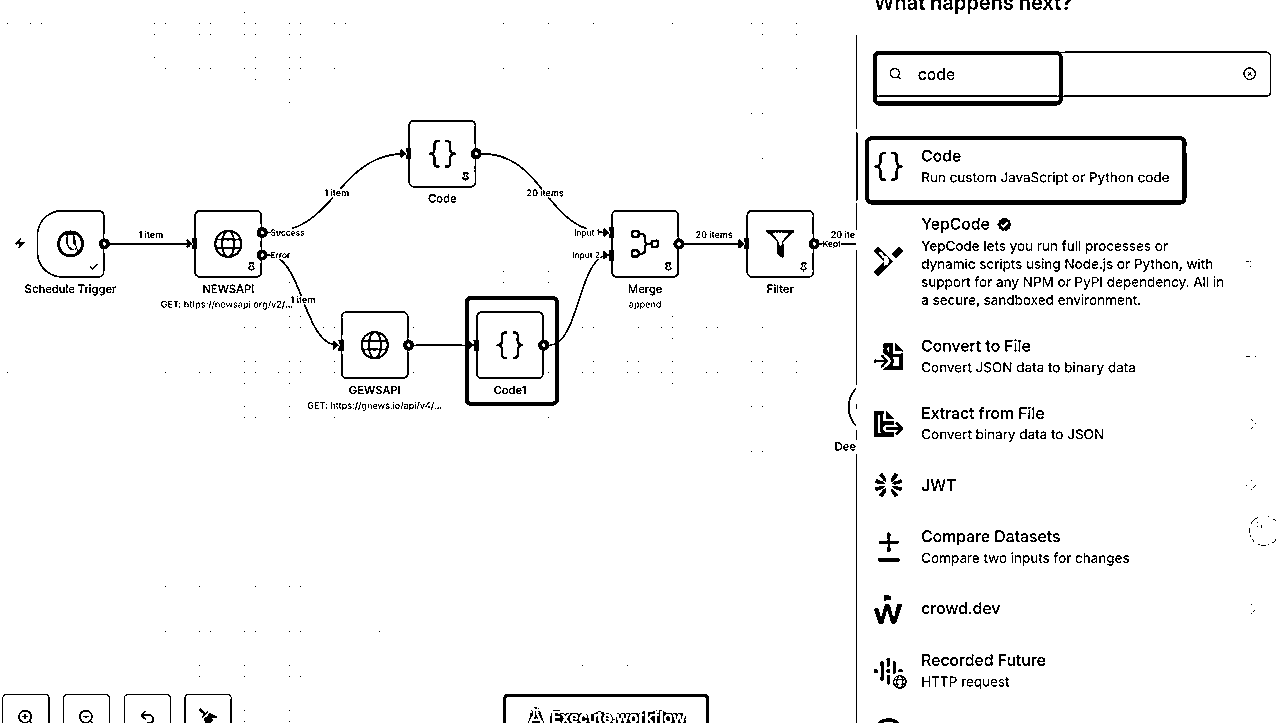 What happens next?
code
Code
Run custom JavaScript or Python code
YepCode
YepCode lets you run full processes or
dynamic scripts using Node.js or Python, with
support for any NPM or PyPI dependency. All in
a secure, sandboxed environment.
Convert to File
Convert JSON data to binary data
Extract from File
Convert binary data to JSON
JWT
Compare Datasets
Compare two inputs for changes
crowd.dev
Recorded Future
HTTP request
Schedule Trigger
1 item
NEWSAPI
GET: https://newsapi.org/v2/...
Success
Error
1 item
1 item
Code
20 items
GEWSAPI
GET: https://gnews.io/api/v4/...
Code1
Input 1
Input 2
Merge
append
20 items
Filter
20 ite
Kept
Dee
Execute workflow